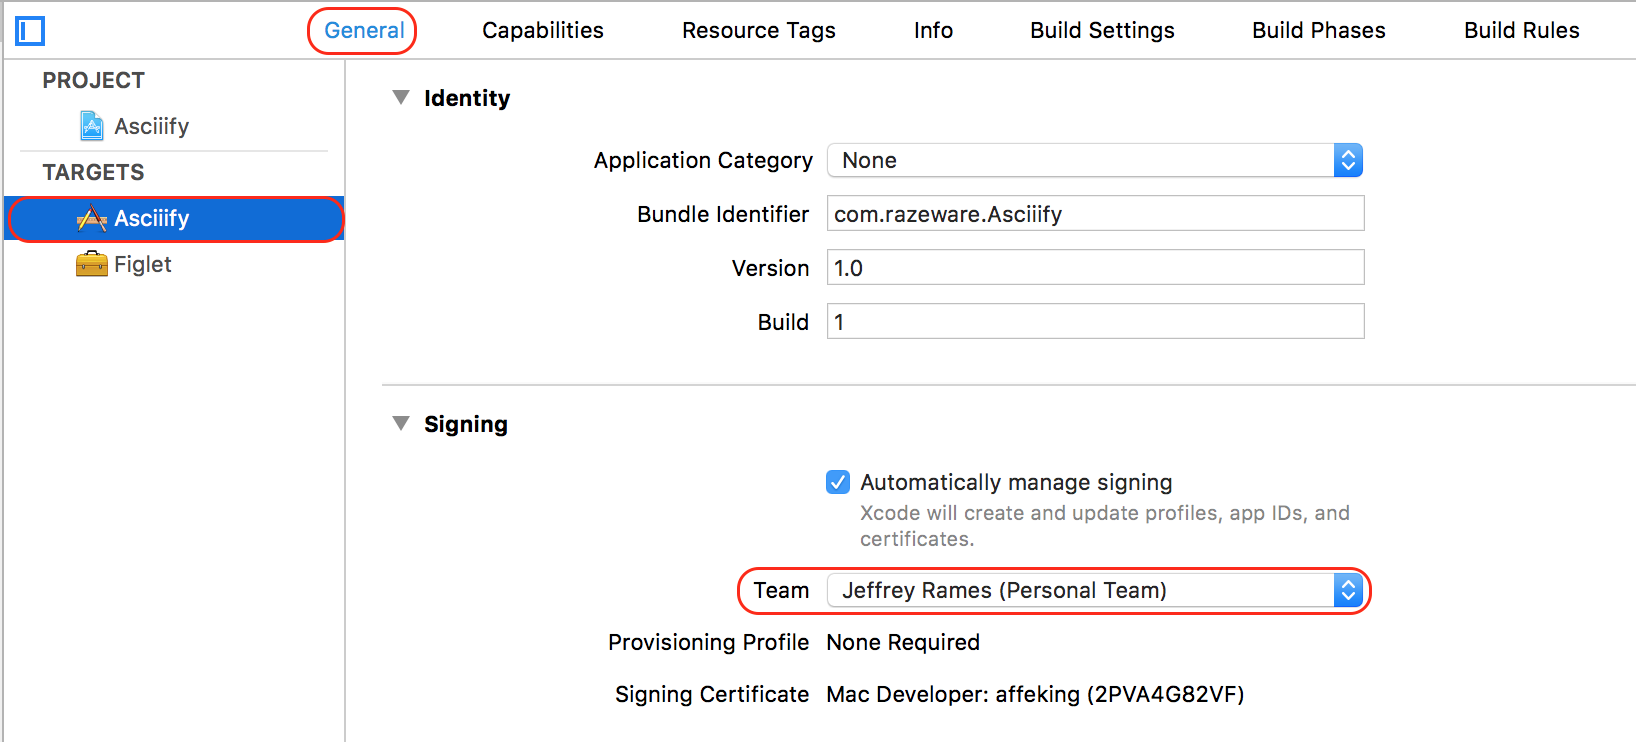 General Capabilities Resource Tags Info Build Settings Build Phases Build Rules
PROJECT
Asciiify
TARGETS
Asciiify
Figlet
Identity
Application Category None
Bundle Identifier com.razeware.Asciiify
Version 1.0
Build 1
Signing
Automatically manage signing
Xcode will create and update profiles, app IDs, and
certificates.
Team Jeffrey Rames (Personal Team)
Provisioning Profile None Required
Signing Certificate Mac Developer: affeking (2PVA4G82VF)